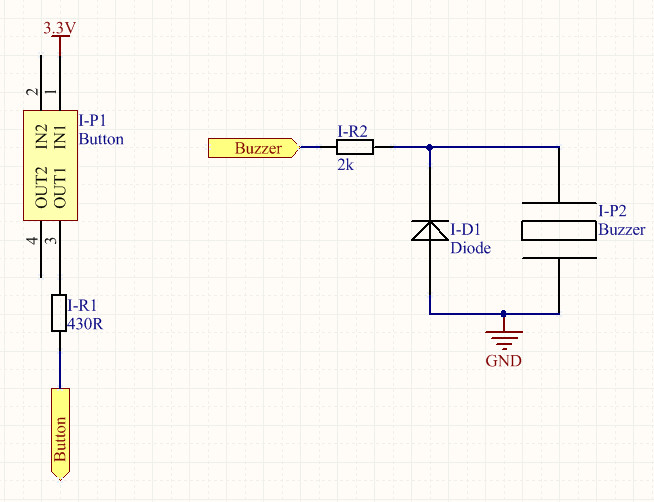 3.3V
2
1
I-P1
Button
IN2
IN1
OUT2
OUT1
4
3
I-R1
430R
Button
Buzzer
I-R2
2k
I-D1
Diode
I-P2
Buzzer
GND